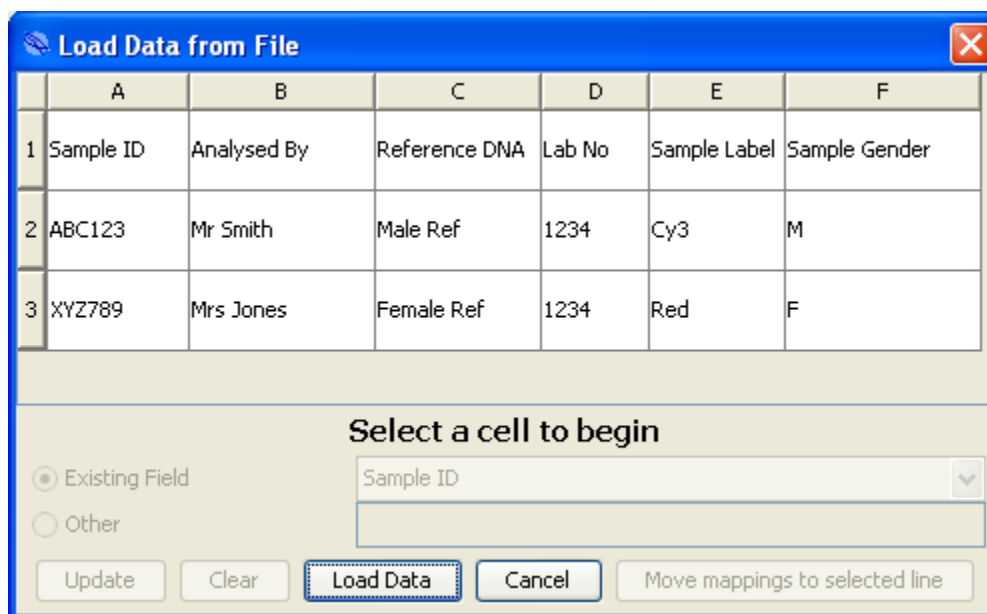 Load Data from File
A B C D E F
1 Sample ID Analysed By Reference DNA Lab No Sample Label Sample Gender
2 ABC123 Mr Smith Male Ref 1234 Cy3 M
3 XYZ789 Mrs Jones Female Ref 1234 Red F
Select a cell to begin
Existing Field Sample ID
Other
Update Clear Load Data Cancel Move mappings to selected line